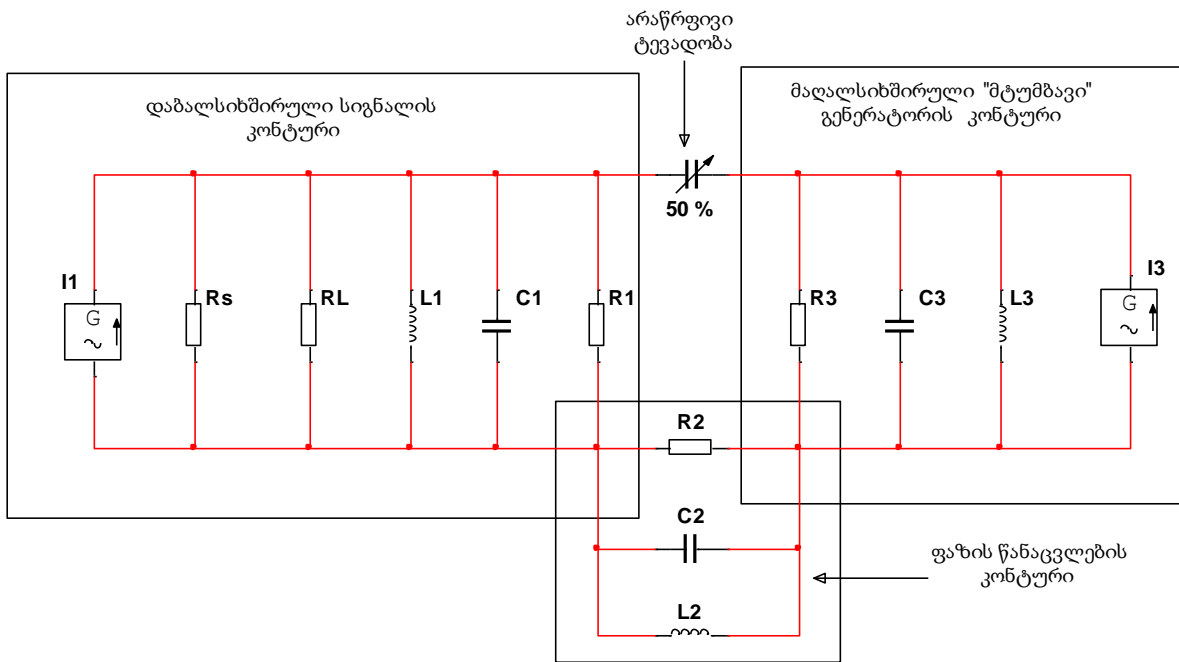 არაწრფივი
ტევადობა
დაბალსიხშირული სიგნალის
კონტური
მაღალსიხშირული "მტუმბავი"
გენერატორის კონტური
50 %
I1
G
Rs
RL
L1
C1
R1
R3
C3
L3
I3
G
R2
C2
L2
ფაზის წანაცვლების
კონტური